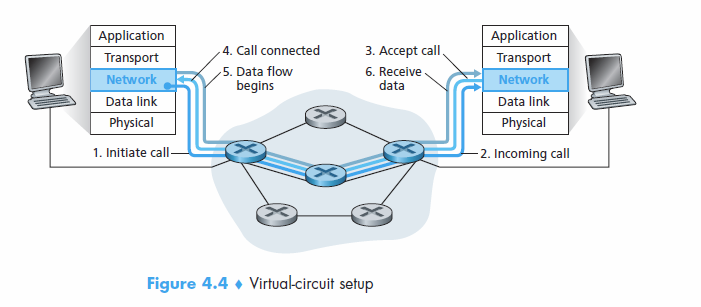 Application
Transport
Network
Data link
Physical
4. Call connected
5. Data flow
begins
3. Accept call
6. Receive
data
Application
Transport
Network
Data link
Physical
1. Initiate call
2. Incoming call
Figure 4.4 ♦ Virtual-circuit setup